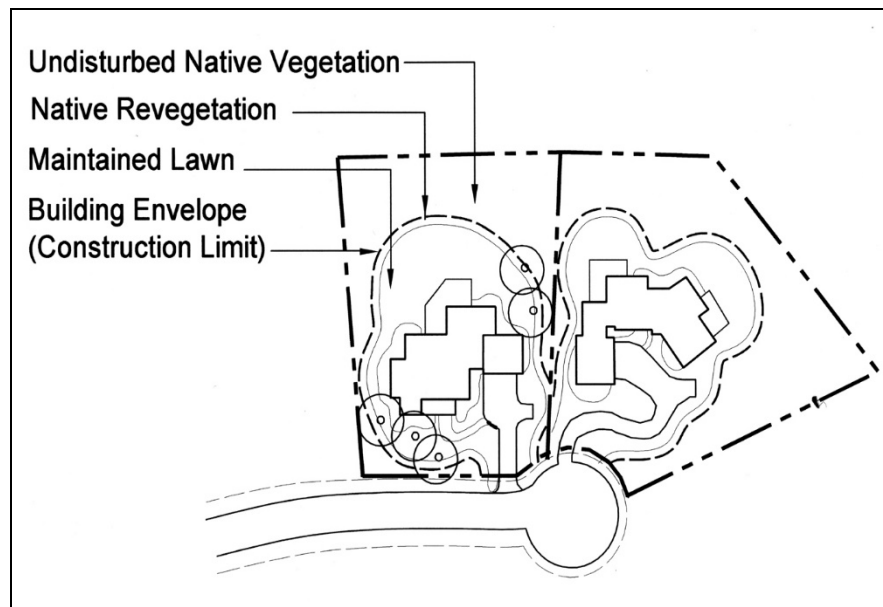 Undisturbed Native Vegetation
Native Revegetation
Maintained Lawn
Building Envelope
(Construction Limit)